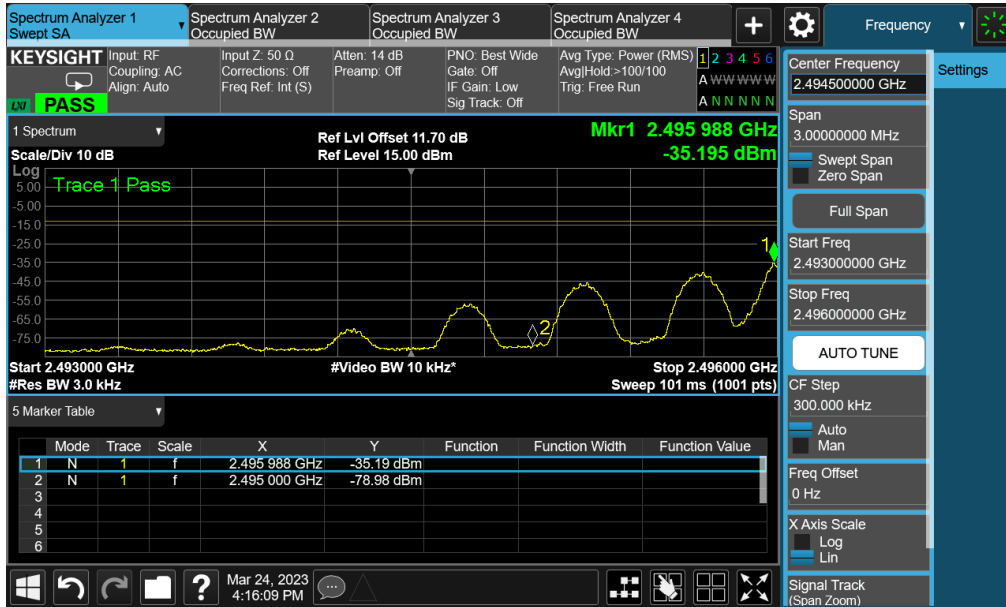 Spectrum Analyzer 1
Swept SA
Spectrum Analyzer 2
Occupied BW
Spectrum Analyzer 3
Occupied BW
Spectrum Analyzer 4
Occupied BW
Frequency
KEYSIGHT
LXI PASS
Input: RF
Coupling: AC
Align: Auto
Input Z: 50 Ω
Corrections: Off
Freq Ref: Int (S)
Atten: 14 dB
Preamp: Off
PNO: Best Wide
Gate: Off
IF Gain: Low
Sig Track: Off
Avg Type: Power (RMS)
Avg|Hold:>100/100
Trig: Free Run
1 2 3 4 5 6
A W W W W W
A N N N N N
1 Spectrum
Scale/Div 10 dB
Ref Lvl Offset 11.70 dB
Ref Level 15.00 dBm
Mkr1 2.495 988 GHz
-35.195 dBm
Log
Trace 1 Pass
5.00
-5.00
-15.0
-25.0
-35.0
-45.0
-55.0
-65.0
-75.0
1
2
Start 2.493000 GHz
#Res BW 3.0 kHz
#Video BW 10 kHz*
Stop 2.496000 GHz
Sweep 101 ms (1001 pts)
5 Marker Table
Mode Trace Scale X Y Function Function Width Function Value
1 N 1 f 2.495 988 GHz -35.19 dBm
2 N 1 f 2.495 000 GHz -78.98 dBm
3
4
5
6
Mar 24, 2023
4:16:09 PM
Center Frequency
2.494500000 GHz
Span
3.00000000 MHz
Swept Span
Zero Span
Full Span
Start Freq
2.493000000 GHz
Stop Freq
2.496000000 GHz
AUTO TUNE
CF Step
300.000 kHz
Auto
Man
Freq Offset
0 Hz
X Axis Scale
Log
Lin
Signal Track
(Span Zoom)
Settings